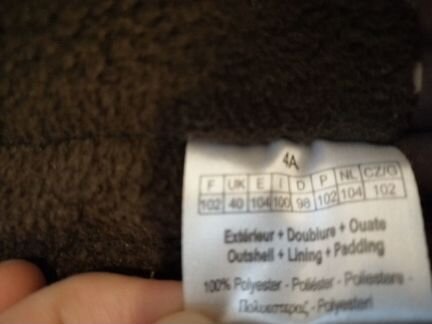 4A
F UK E I D P NL CZ/G
102 40 104 100 98 102 104 102
Extérieur + Doublure + Ouate
Outshell + Lining + Padding
100% Polyester - Poliéster - Poliestere -
Πολυεστερας - Polyesteri